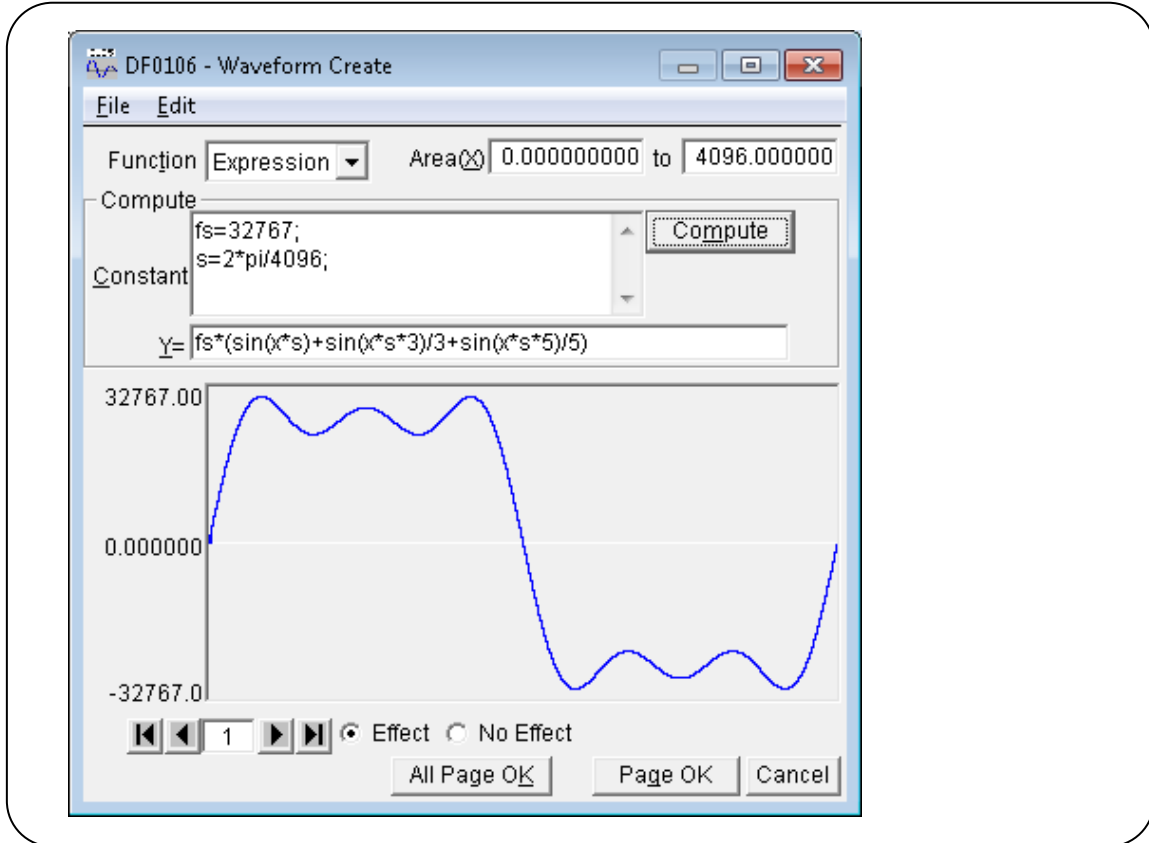 DF0106 - Waveform Create
File Edit
Function Expression Area(X) 0.000000000 to 4096.000000
Compute
fs=32767;
s=2*pi/4096;
Constant
Compute
Y= fs*(sin(x*s)+sin(x*s*3)/3+sin(x*s*5)/5)
32767.00
0.000000
-32767.0
1 Effect No Effect
All Page OK Page OK Cancel